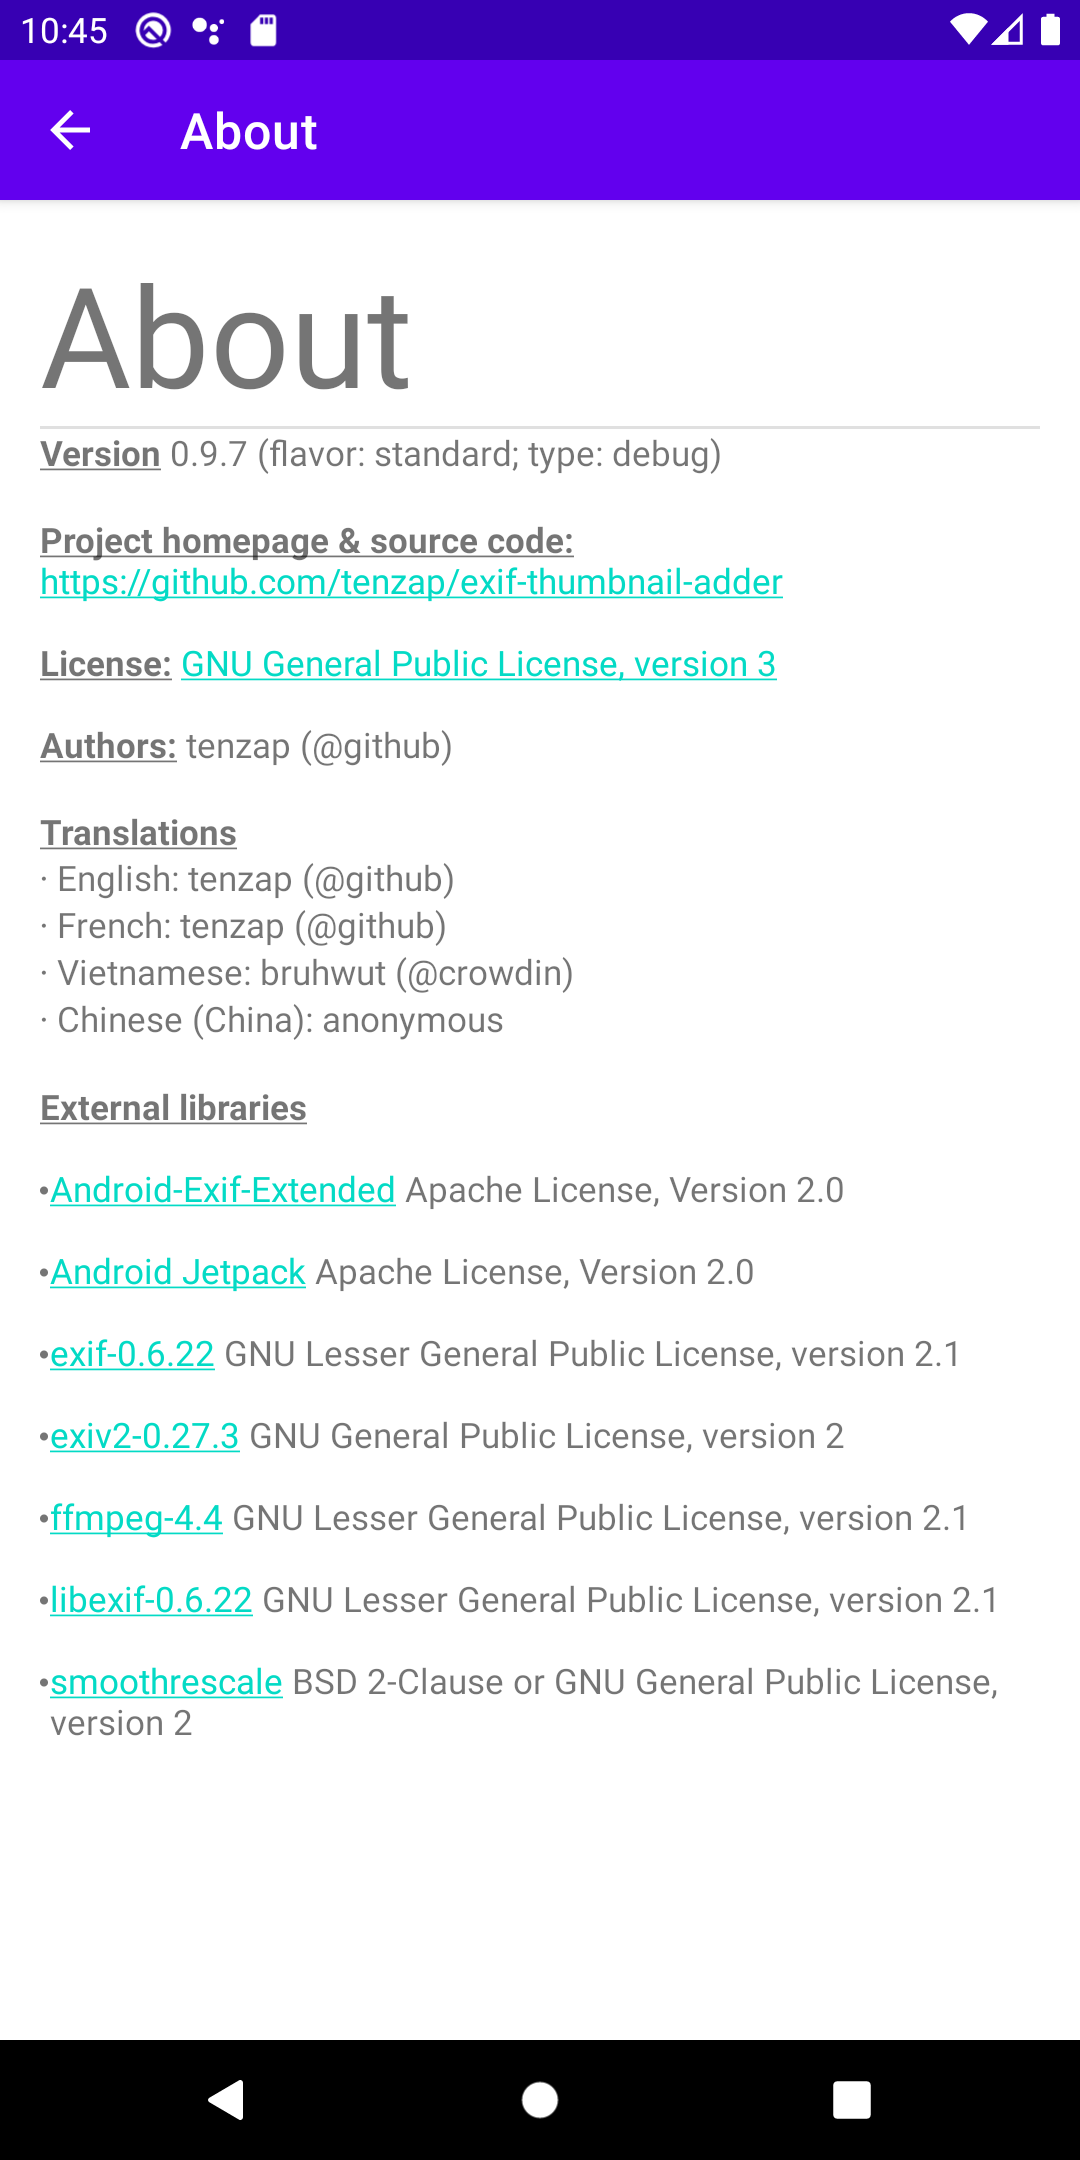 10:45
About
About
Version 0.9.7 (flavor: standard; type: debug)
Project homepage & source code:
https://github.com/tenzap/exif-thumbnail-adder
License: GNU General Public License, version 3
Authors: tenzap (@github)
Translations
· English: tenzap (@github)
· French: tenzap (@github)
· Vietnamese: bruhwut (@crowdin)
· Chinese (China): anonymous
External libraries
•Android-Exif-Extended Apache License, Version 2.0
•Android Jetpack Apache License, Version 2.0
•exif-0.6.22 GNU Lesser General Public License, version 2.1
•exiv2-0.27.3 GNU General Public License, version 2
•ffmpeg-4.4 GNU Lesser General Public License, version 2.1
•libexif-0.6.22 GNU Lesser General Public License, version 2.1
•smoothrescale BSD 2-Clause or GNU General Public License,
version 2